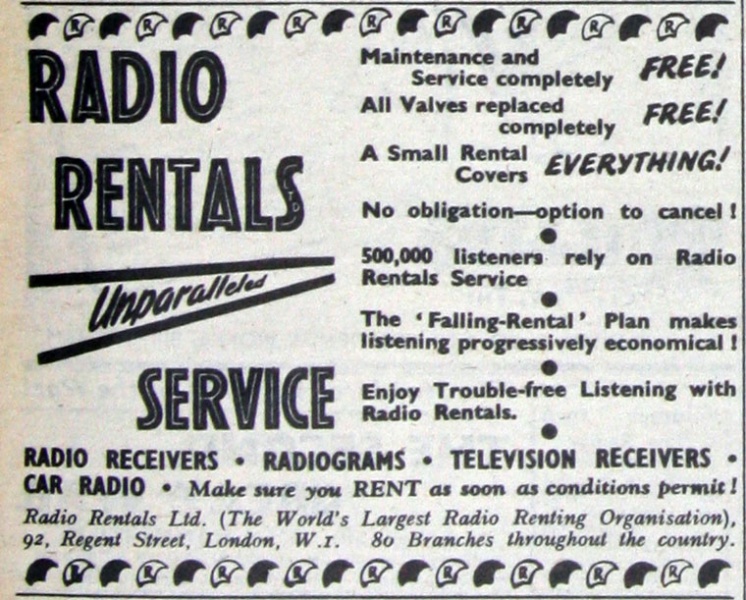 RADIO
RENTALS
Unparalleled
SERVICE
Maintenance and
Service completely FREE!
All Valves replaced
completely FREE!
A Small Rental
Covers EVERYTHING!
No obligation—option to cancel!
500,000 listeners rely on Radio
Rentals Service
The 'Falling-Rental' Plan makes
listening progressively economical!
Enjoy Trouble-free Listening with
Radio Rentals.
RADIO RECEIVERS • RADIOGRAMS • TELEVISION RECEIVERS •
CAR RADIO • Make sure you RENT as soon as conditions permit!
Radio Rentals Ltd. (The World's Largest Radio Renting Organisation),
92, Regent Street, London, W.1. 80 Branches throughout the country.